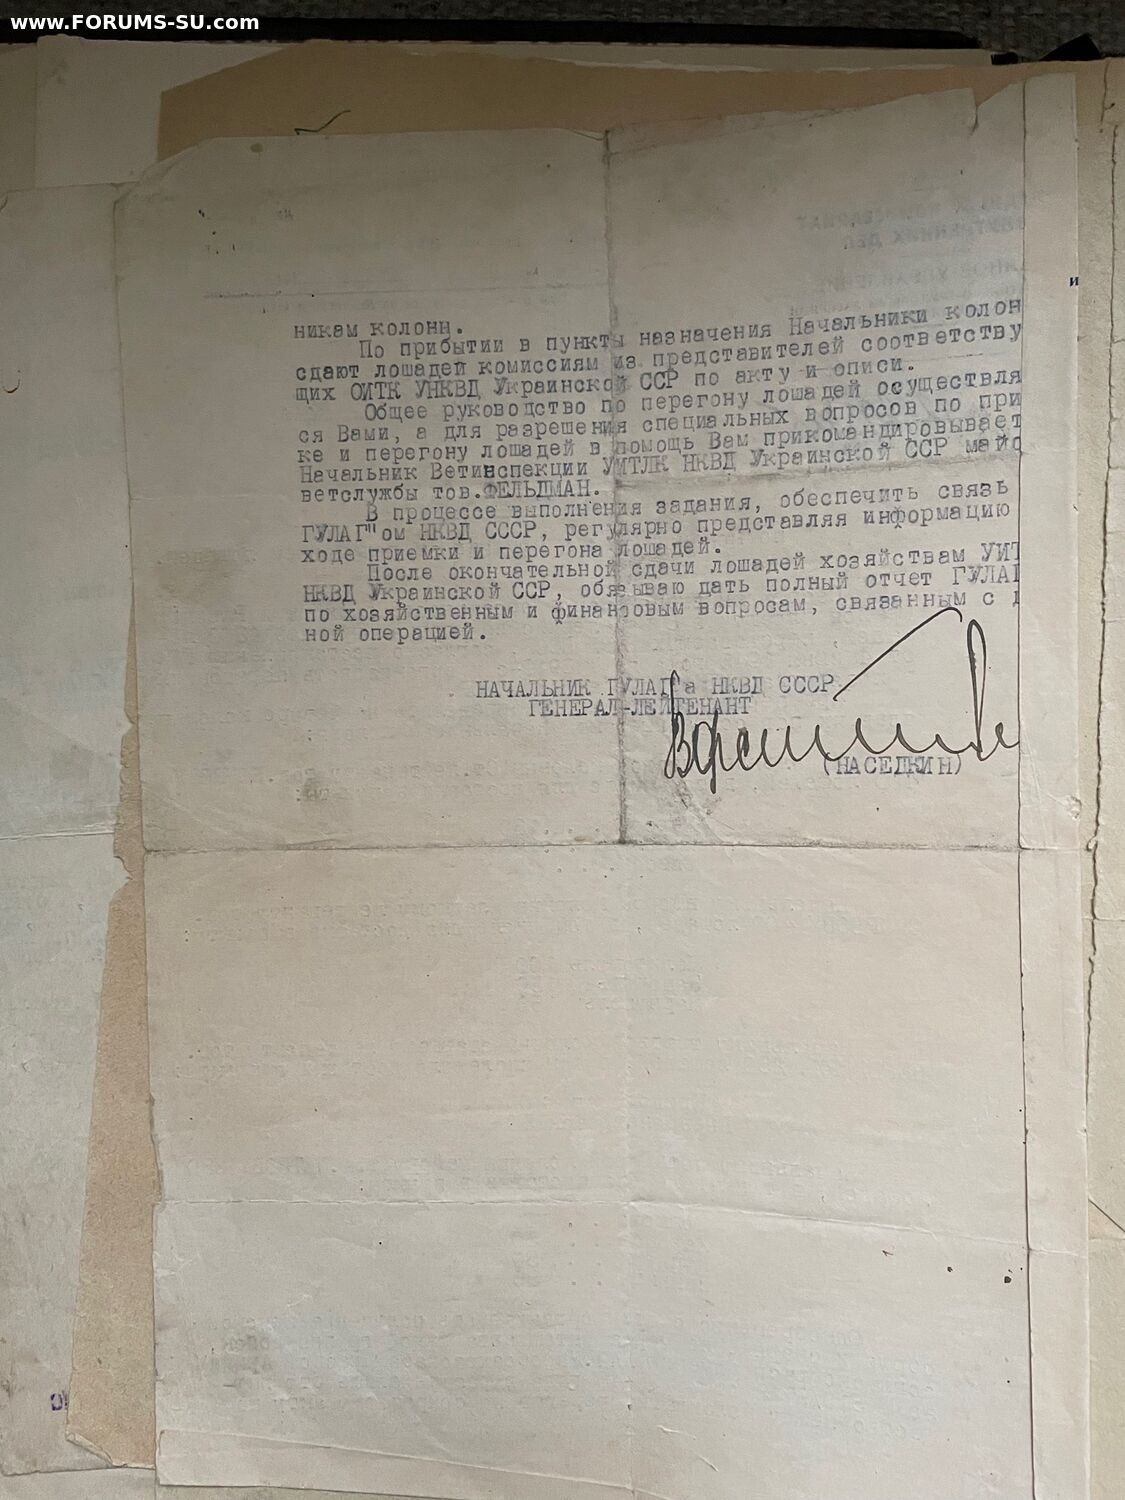 www.FORUMS-SU.com
и
никам колонн.
По прибытии в пункты назначения Начальники колон
сдают лошадей комиссиям из представителей соответству
щих ОИТК УНКВД Украинской ССР по акту и описи.
Общее руководство по перегону лошадей осуществля
ся Вами, а для разрешения специальных вопросов по при
ке и перегону лошадей в помощь Вам прикомандировывает
Начальник Ветинспекции УИТЛК НКВД Украинской ССР майо
ветслужбы тов.ФЕЛЬДМАН.
В процессе выполнения задания, обеспечить связь
ГУЛАГ"ом НКВД СССР, регулярно представляя информацию
ходе приемки и перегона лошадей.
После окончательной сдачи лошадей хозяйствам УИТ
НКВД Украинской ССР, обязываю дать полный отчет ГУЛАГ
по хозяйственным и финансовым вопросам, связанным с
ной операцией.
НАЧАЛЬНИК ГУЛАГ"а НКВД СССР
ГЕНЕРАЛ-ЛЕЙТЕНАНТ
(НАСЕДКИН)